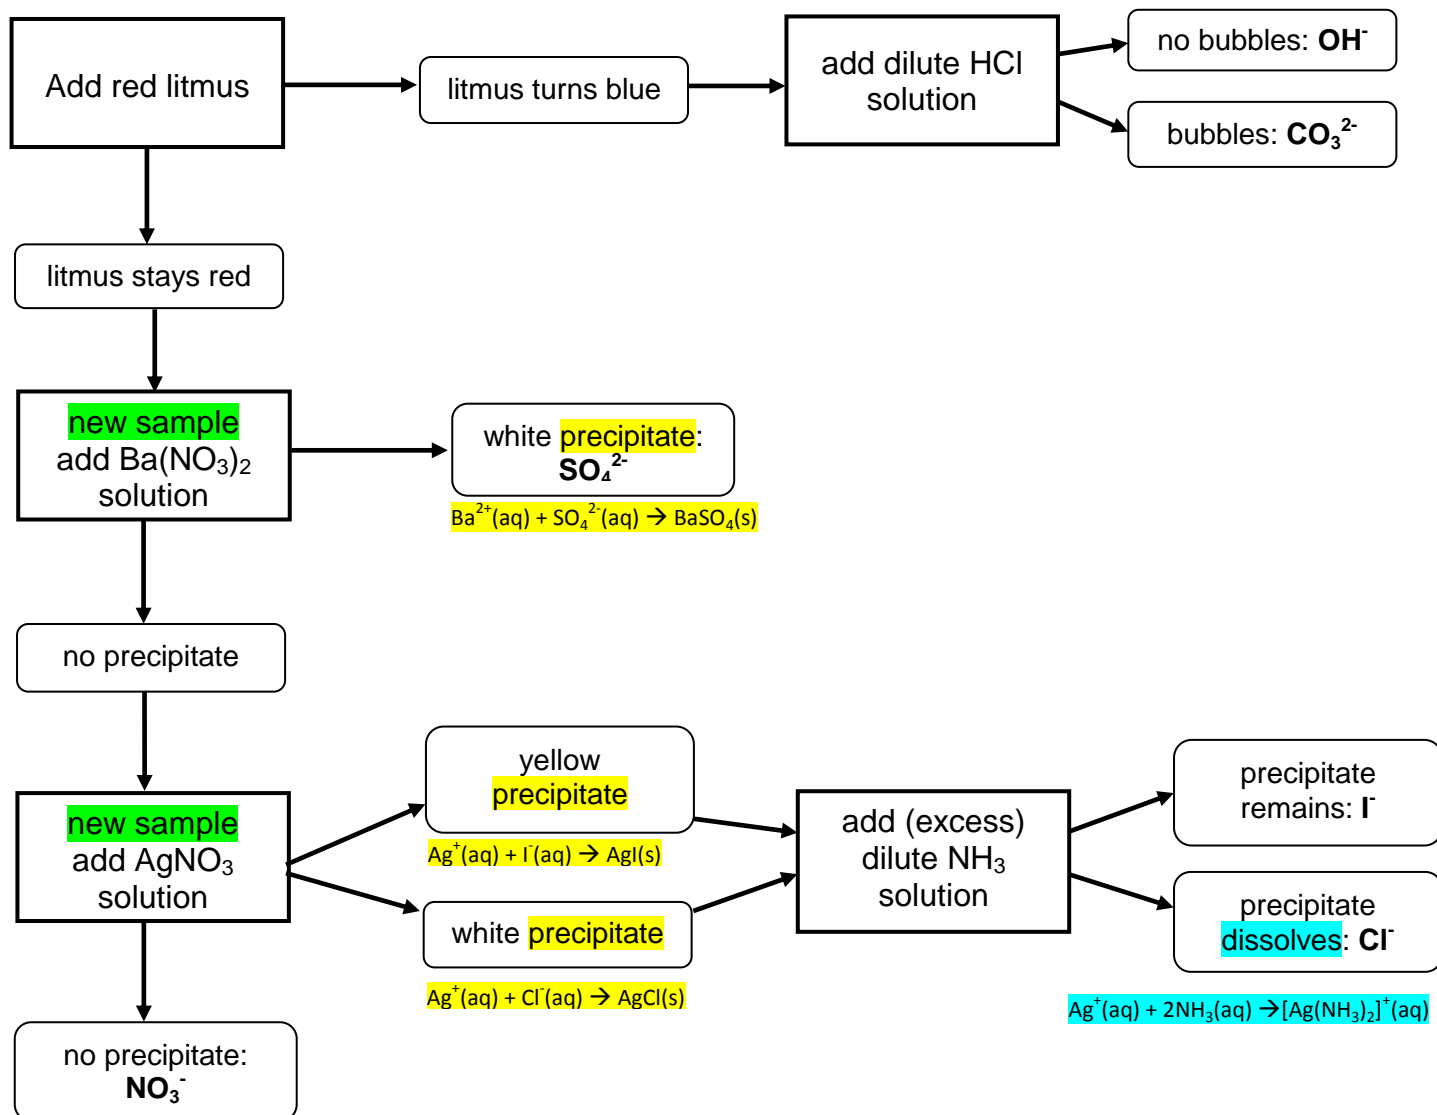 Add red litmus
litmus turns blue
add dilute HCl
solution
no bubbles: OH⁻
bubbles: CO₃²⁻
litmus stays red
new sample
add Ba(NO₃)₂
solution
white precipitate:
SO₄²⁻
Ba²⁺(aq) + SO₄²⁻(aq) → BaSO₄(s)
no precipitate
new sample
add AgNO₃
solution
yellow
precipitate
Ag⁺(aq) + I⁻(aq) → AgI(s)
white precipitate
Ag⁺(aq) + Cl⁻(aq) → AgCl(s)
add (excess)
dilute NH₃
solution
precipitate
remains: I⁻
precipitate
dissolves: Cl⁻
Ag⁺(aq) + 2NH₃(aq) →[Ag(NH₃)₂]⁺(aq)
no precipitate:
NO₃⁻